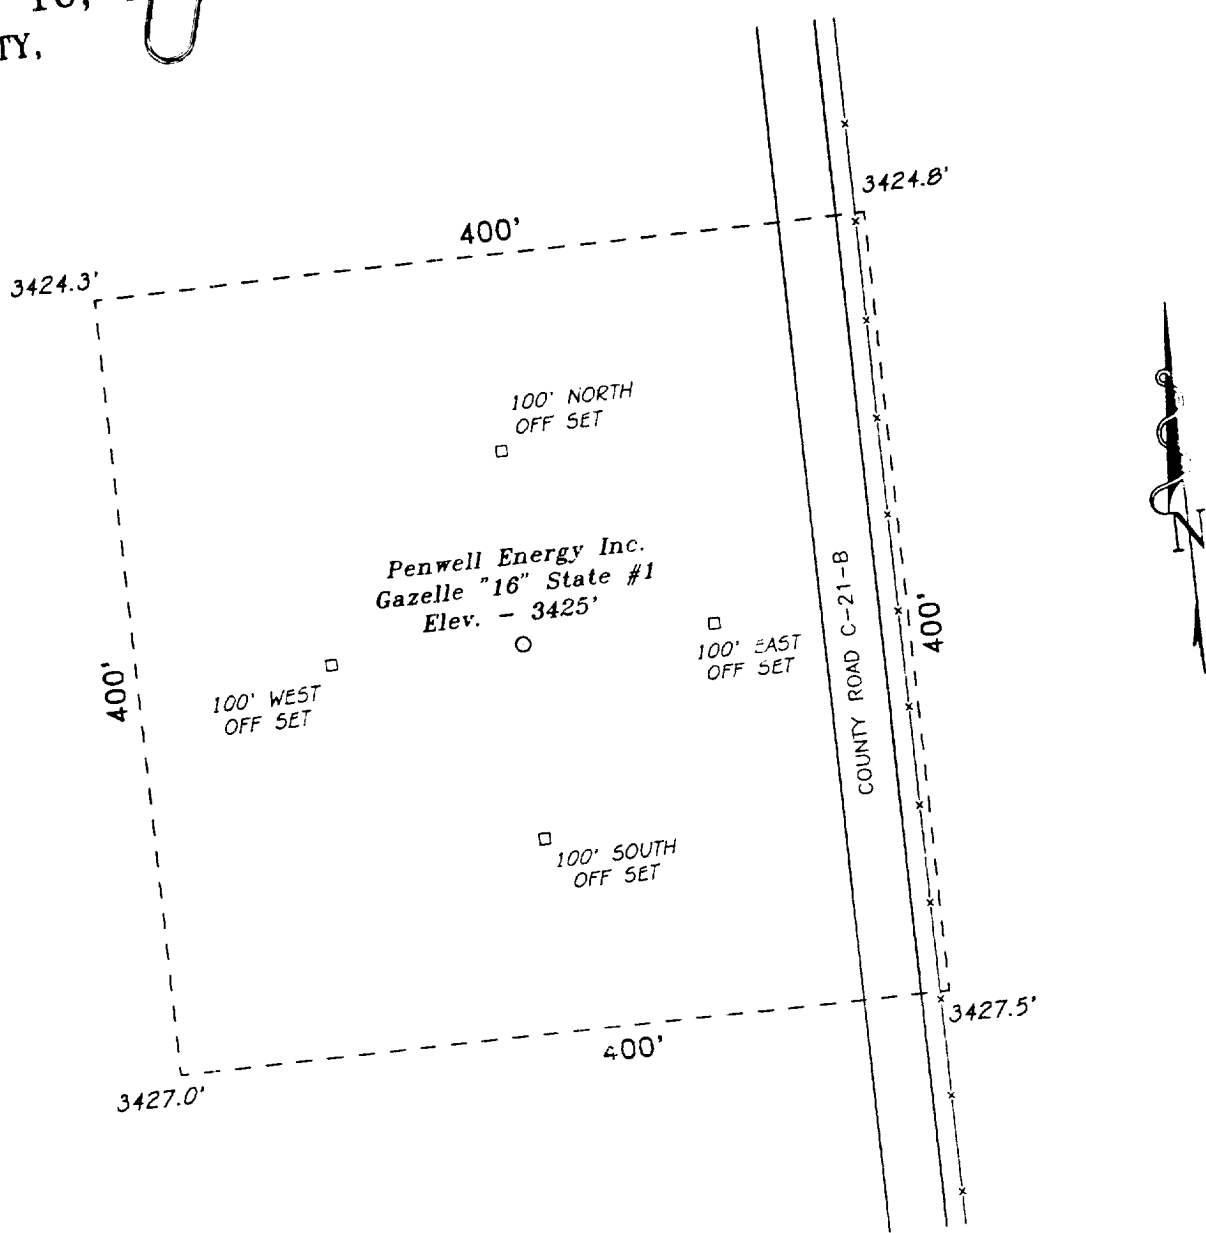 TY,
3424.8'
400'
3424.3'
100' NORTH
OFF SET
Penwell Energy Inc.
Gazelle "16" State #1
Elev. - 3425'
100' EAST
OFF SET
COUNTY ROAD C-21-B
400'
400'
100' WEST
OFF SET
100' SOUTH
OFF SET
3427.5'
400'
3427.0'
N